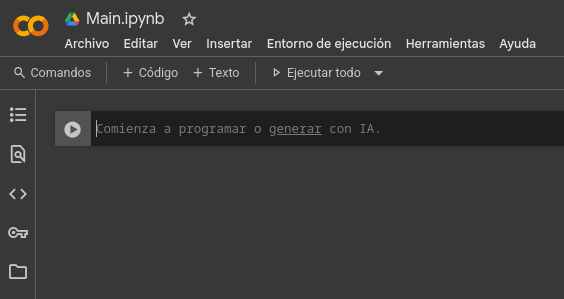 Main.ipynb
Archivo Editar Ver Insertar Entorno de ejecución Herramientas Ayuda
Comandos + Código + Texto Ejecutar todo
Comienza a programar o generar con IA.